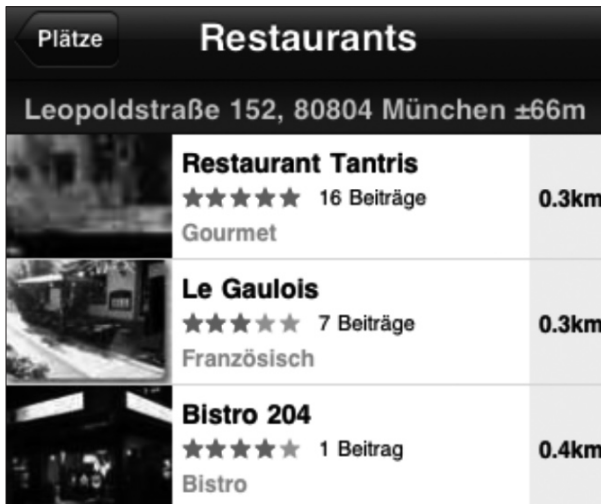 Plätze
Restaurants
Leopoldstraße 152, 80804 München ±66m
Restaurant Tantris
16 Beiträge
0.3km
Gourmet
Le Gaulois
7 Beiträge
0.3km
Französisch
Bistro 204
1 Beitrag
0.4km
Bistro